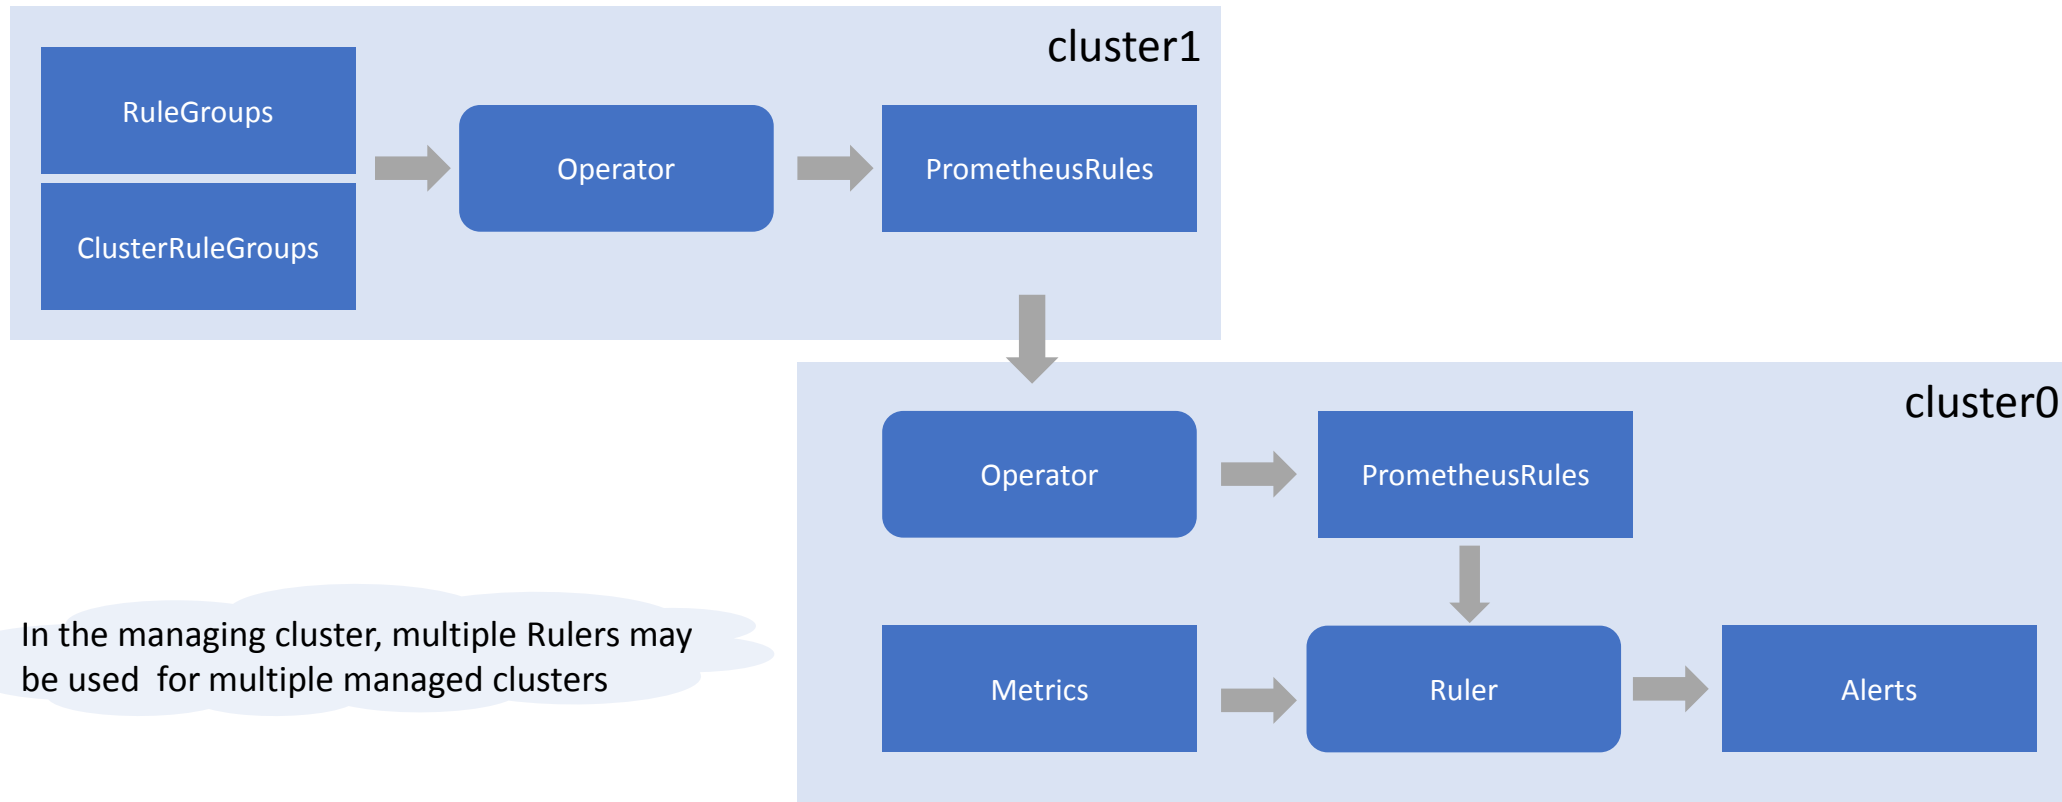 cluster1
RuleGroups
Operator
PrometheusRules
ClusterRuleGroups
cluster0
Operator
PrometheusRules
In the managing cluster, multiple Rulers may
be used  for multiple managed clusters
Metrics
Ruler
Alerts